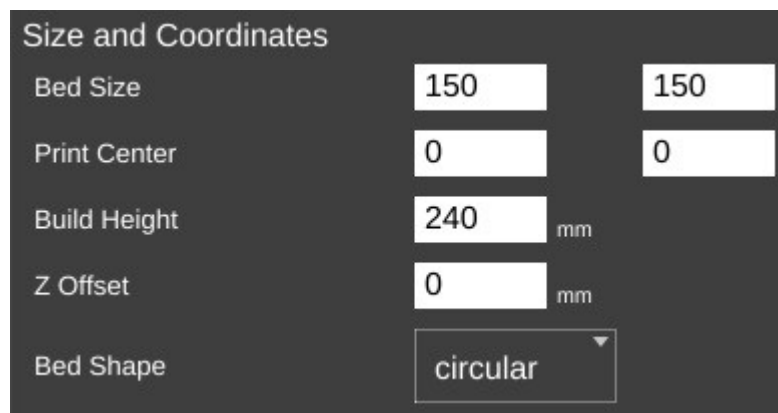 Size and Coordinates
Bed Size 150 150
Print Center 0 0
Build Height 240 mm
Z Offset 0 mm
Bed Shape circular